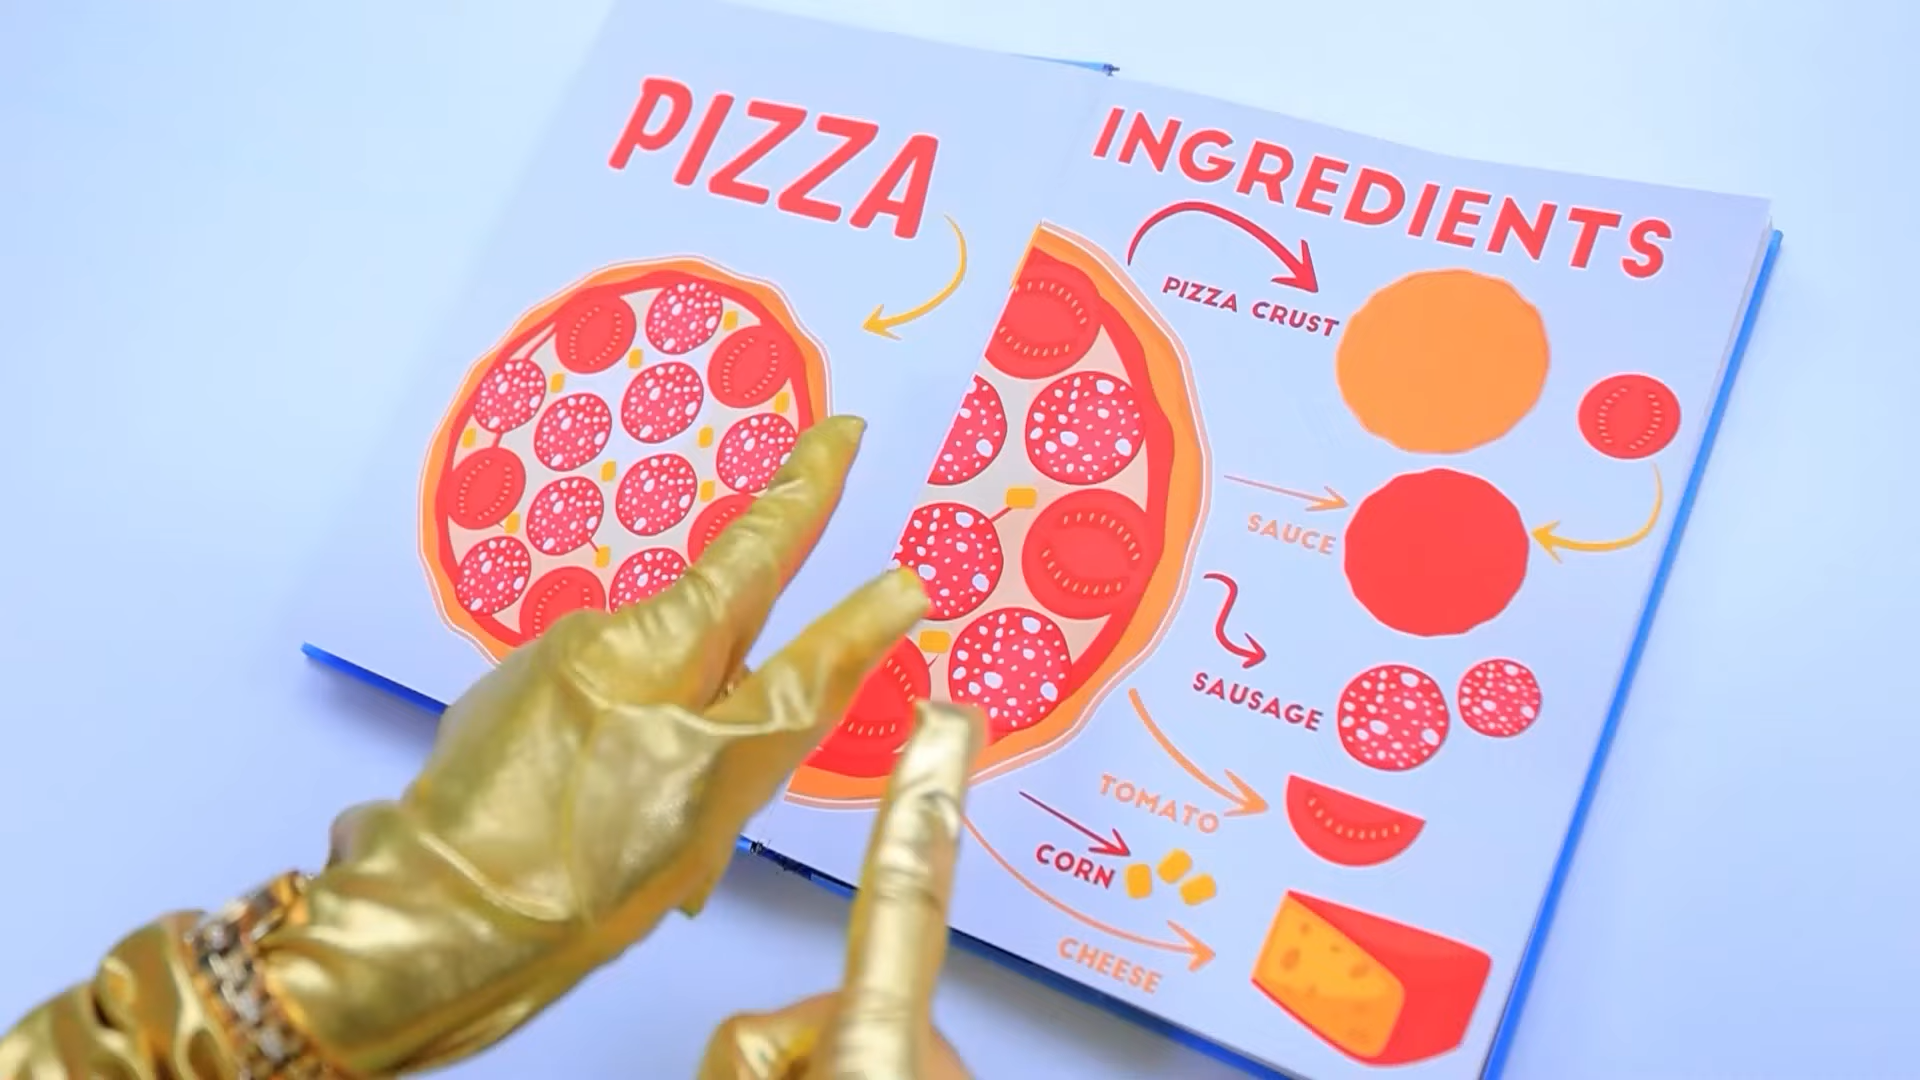 PIZZA
INGREDIENTS
PIZZA CRUST
SAUCE
SAUSAGE
TOMATO
CORN
CHEESE